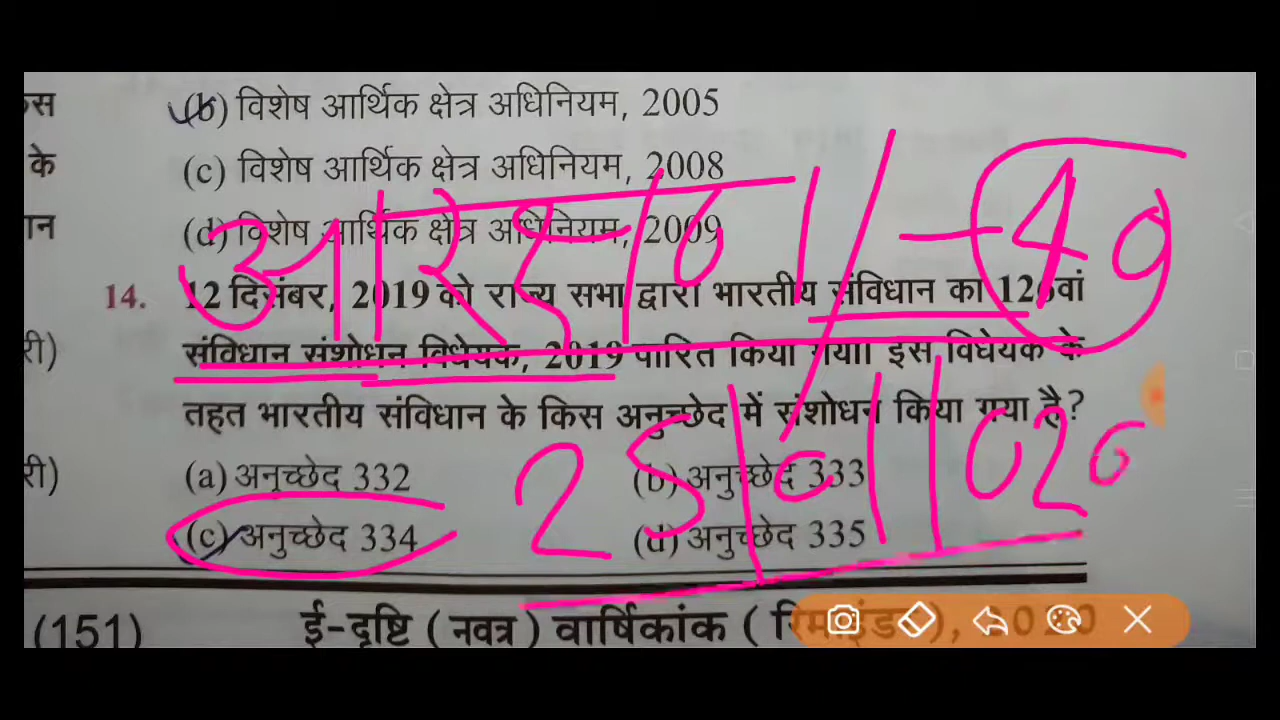 (b) विशेष आर्थिक क्षेत्र अधिनियम, 2005
के (c) विशेष आर्थिक क्षेत्र अधिनियम, 2008
(d) विशेष आर्थिक क्षेत्र अधिनियम, 2009
14. 12 दिसंबर, 2019 को राज्य सभा द्वारा भारतीय संविधान का 126वां
री) संविधान संशोधन विधेयक, 2019 पारित किया गया। इस विधेयक के
तहत भारतीय संविधान के किस अनुच्छेद में संशोधन किया गया है?
री) (a) अनुच्छेद 332 (b) अनुच्छेद 333
(c) अनुच्छेद 334 (d) अनुच्छेद 335
(151) ई-दृष्टि (नवत्र) वार्षिकांक (रिमाइंडर), 2020